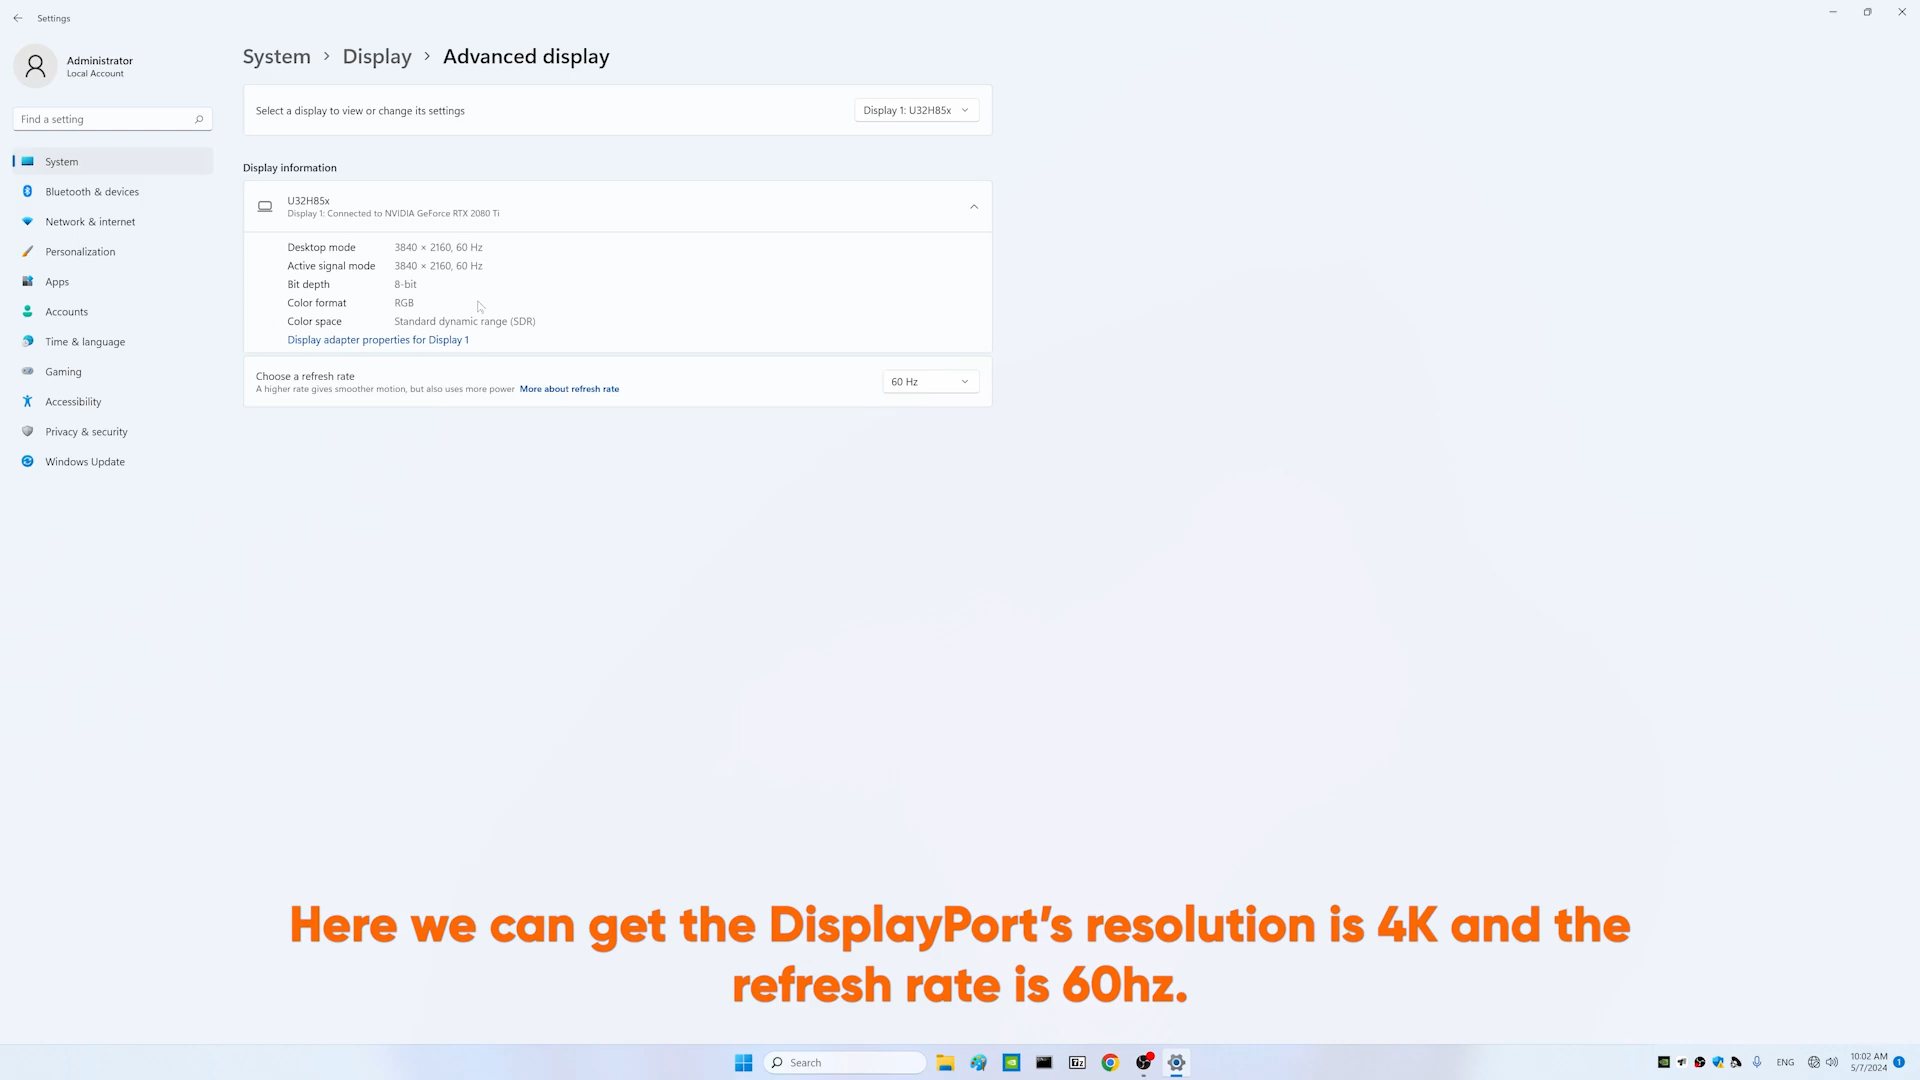 Settings
Administrator
Local Account
Find a setting
System
Bluetooth & devices
Network & internet
Personalization
Apps
Accounts
Time & language
Gaming
Accessibility
Privacy & security
Windows Update
System › Display › Advanced display
Select a display to view or change its settings
Display 1: U32H85x
Display information
U32H85x
Display 1: Connected to NVIDIA GeForce RTX 2080 Ti
Desktop mode 3840 × 2160, 60 Hz
Active signal mode 3840 × 2160, 60 Hz
Bit depth 8-bit
Color format RGB
Color space Standard dynamic range (SDR)
Display adapter properties for Display 1
Choose a refresh rate
A higher rate gives smoother motion, but also uses more power More about refresh rate
60 Hz
Here we can get the DisplayPort’s resolution is 4K and the
refresh rate is 60hz.
Search
ENG
10:02 AM
5/7/2024
1